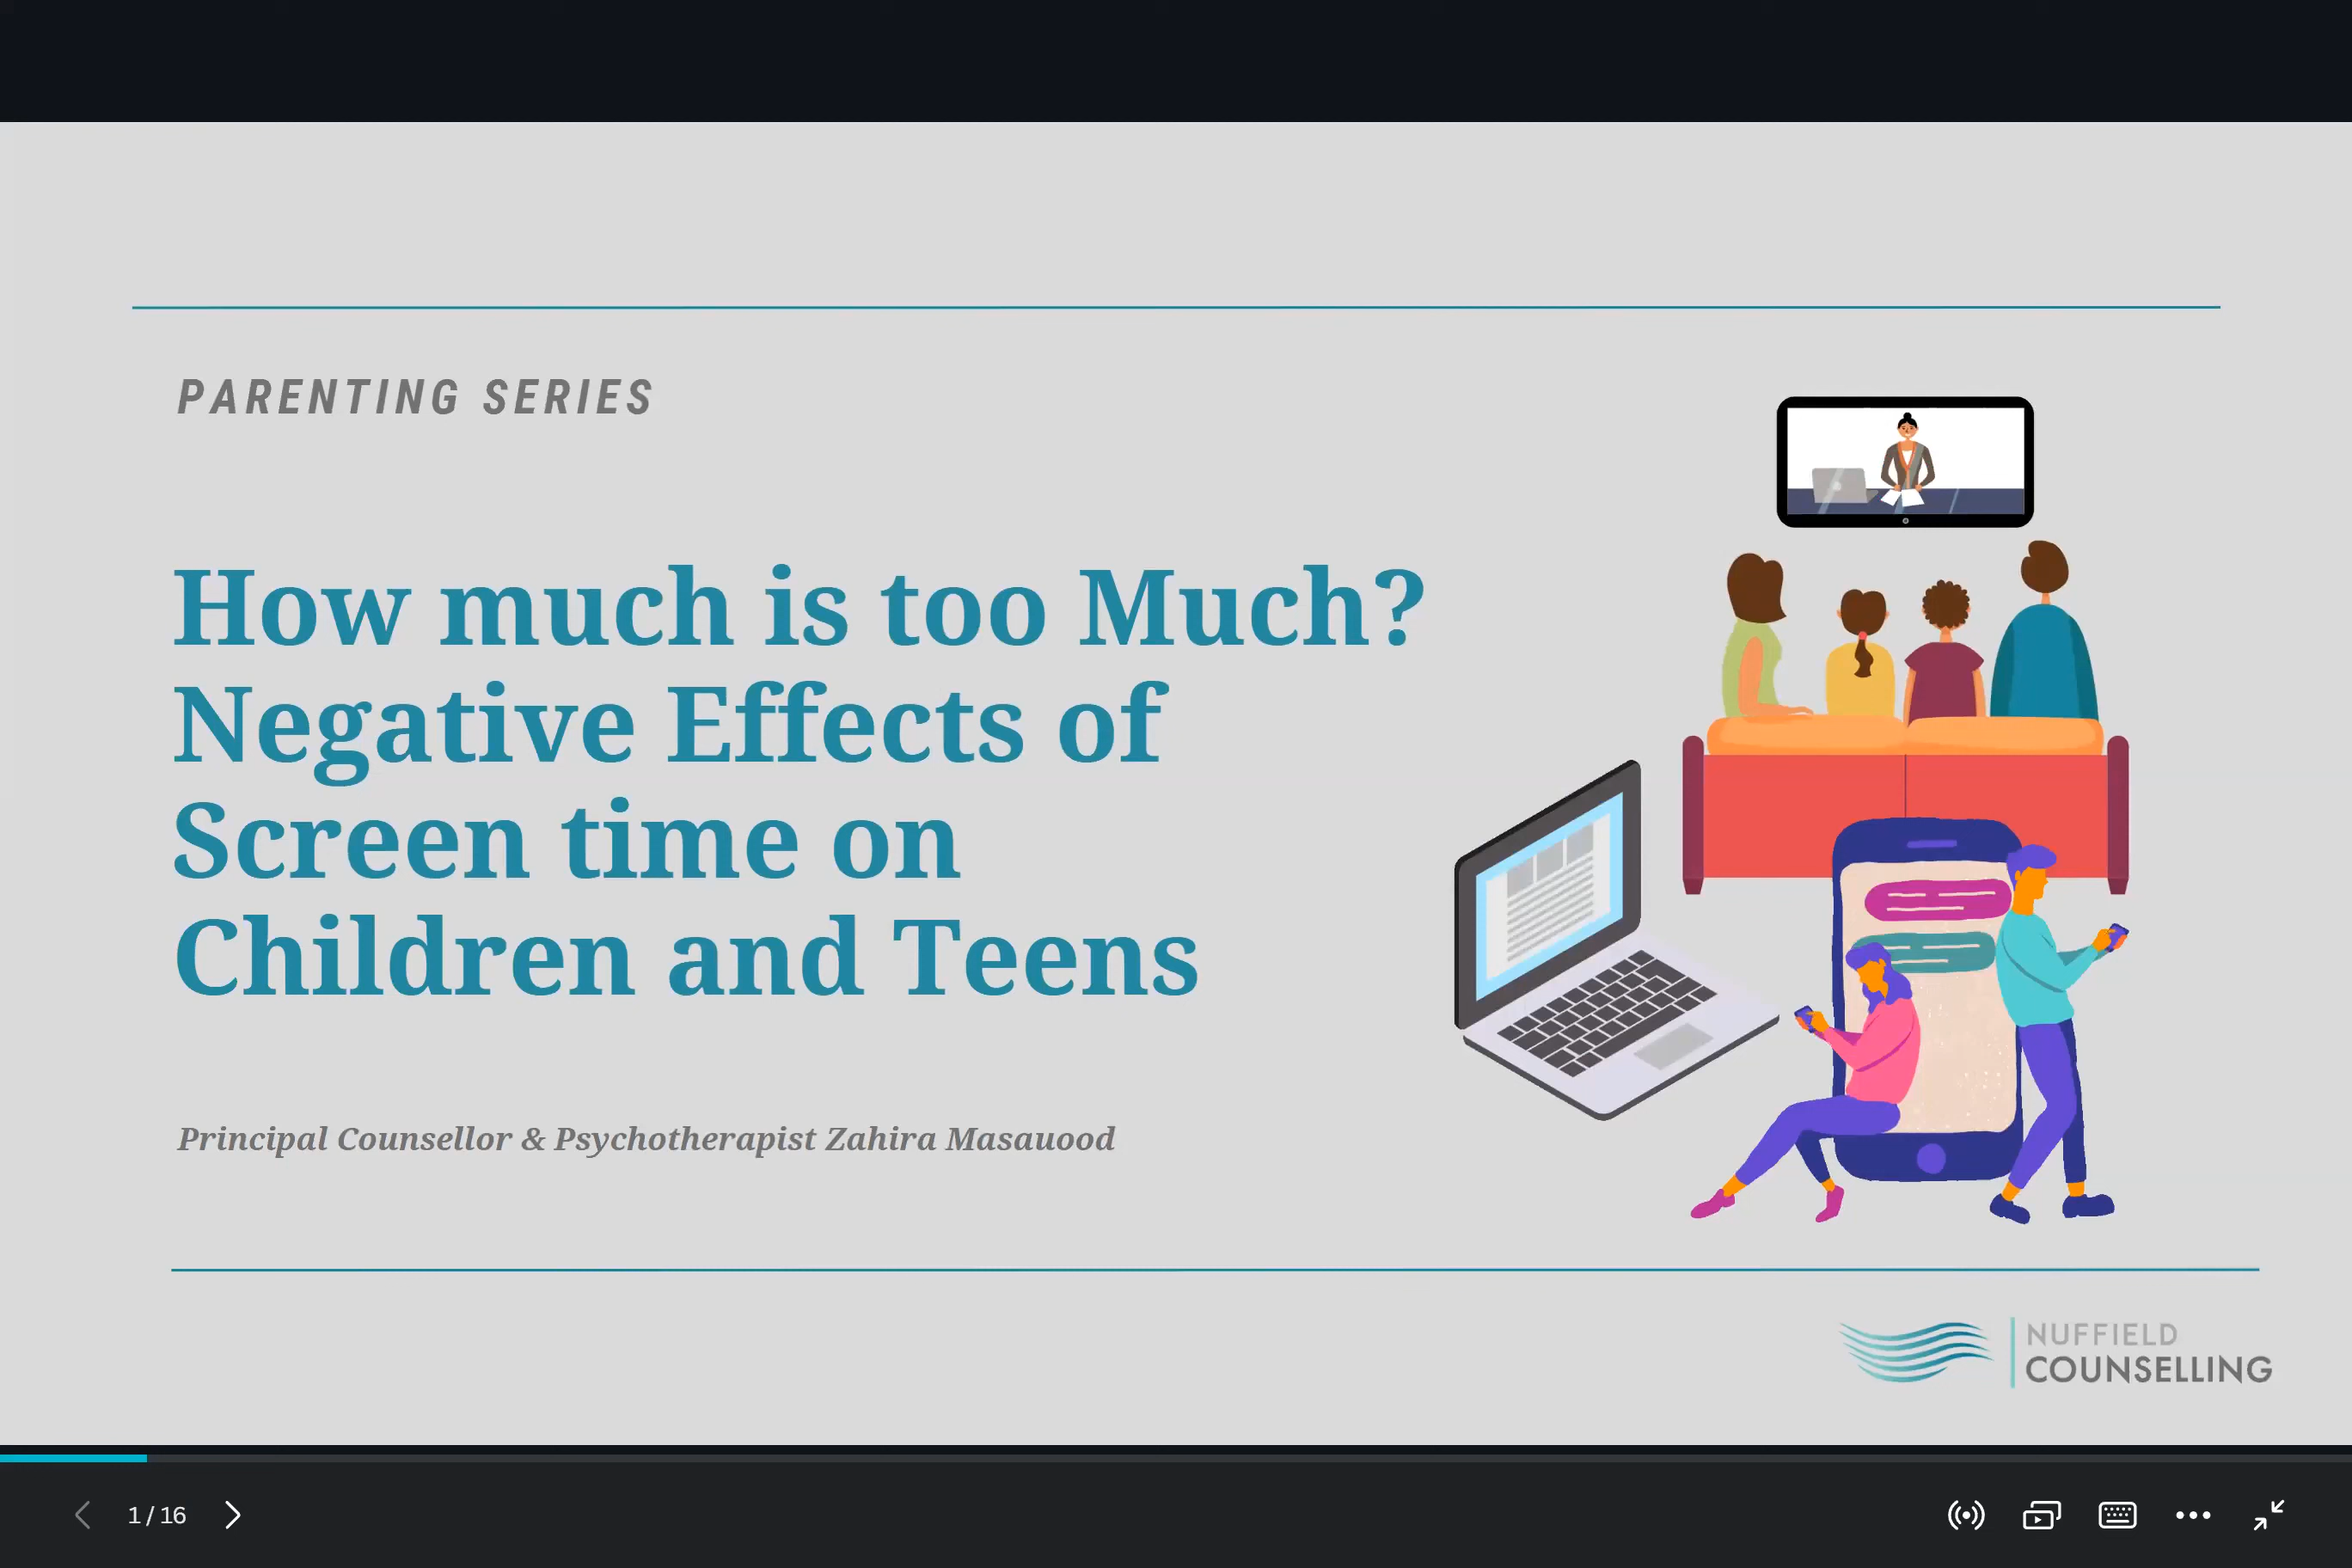 PARENTING SERIES
How much is too Much?
Negative Effects of
Screen time on
Children and Teens
Principal Counsellor & Psychotherapist Zahira Masauood
NUFFIELD
COUNSELLING
1 / 16